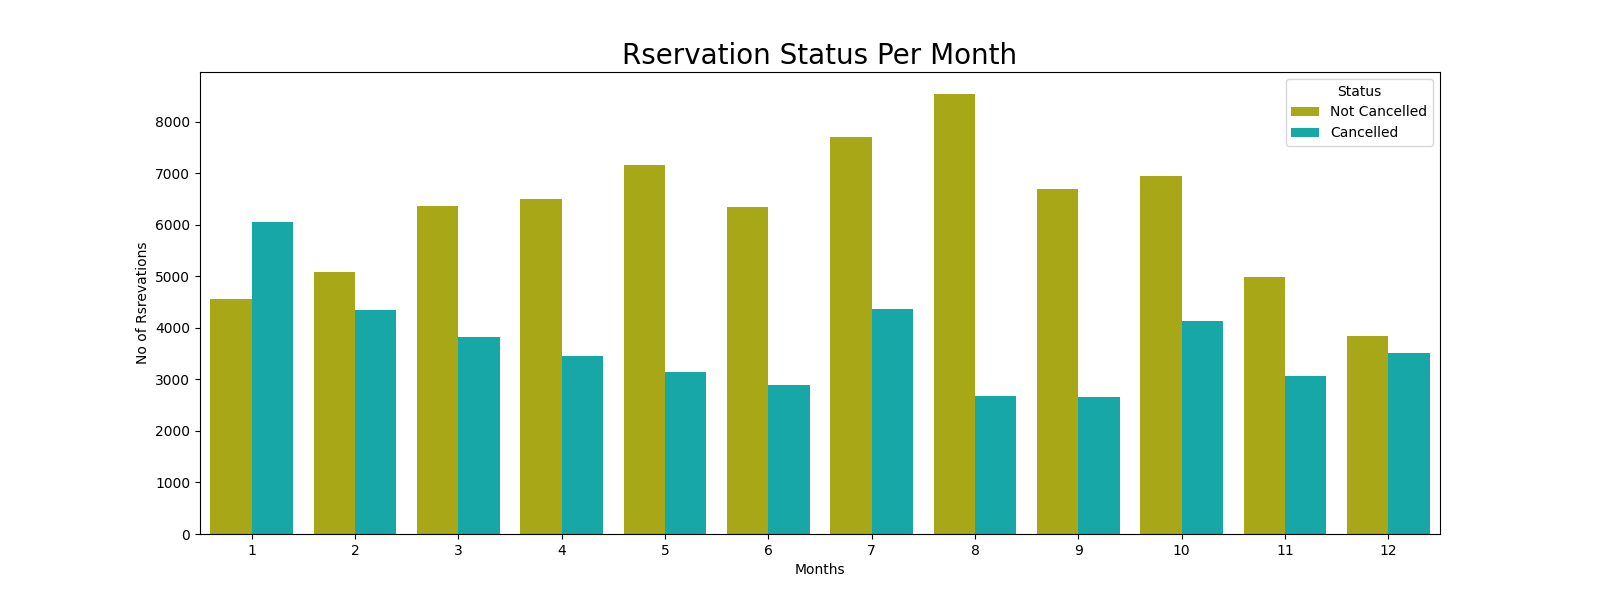 Rservation Status Per Month
Status
Not Cancelled
Cancelled
No of Rsrevations
8000
7000
6000
5000
4000
3000
2000
1000
0
1 2 3 4 5 6 7 8 9 10 11 12
Months